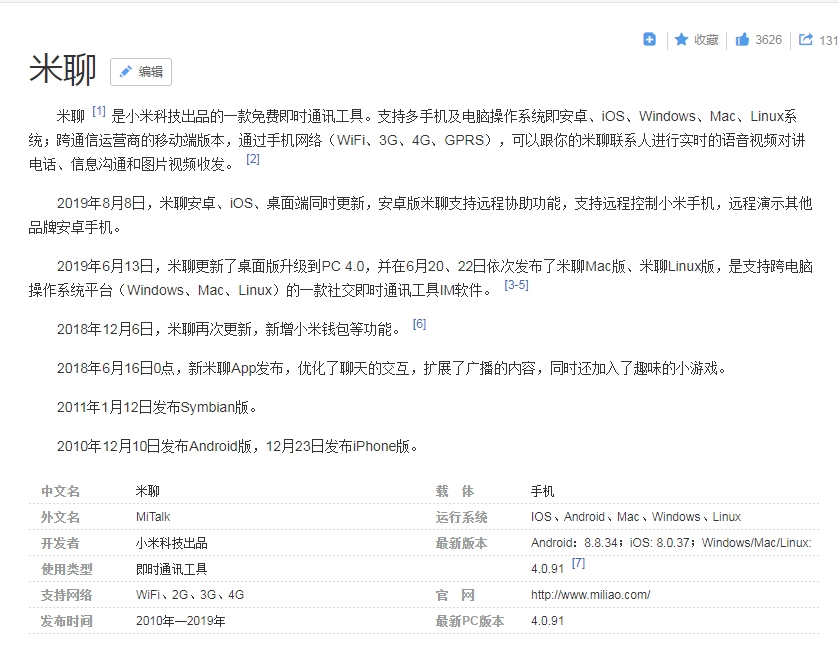 收藏 3626 131
米聊 编辑
米聊 [1] 是小米科技出品的一款免费即时通讯工具。支持多手机及电脑操作系统即安卓、iOS、Windows、Mac、Linux系
统；跨通信运营商的移动端版本，通过手机网络（WiFi、3G、4G、GPRS），可以跟你的米聊联系人进行实时的语音视频对讲
电话、信息沟通和图片视频收发。 [2]
2019年8月8日，米聊安卓、iOS、桌面端同时更新，安卓版米聊支持远程协助功能，支持远程控制小米手机，远程演示其他
品牌安卓手机。
2019年6月13日，米聊更新了桌面版升级到PC 4.0，并在6月20、22日依次发布了米聊Mac版、米聊Linux版，是支持跨电脑
操作系统平台（Windows、Mac、Linux）的一款社交即时通讯工具IM软件。 [3-5]
2018年12月6日，米聊再次更新，新增小米钱包等功能。 [6]
2018年6月16日0点，新米聊App发布，优化了聊天的交互，扩展了广播的内容，同时还加入了趣味的小游戏。
2011年1月12日发布Symbian版。
2010年12月10日发布Android版，12月23日发布iPhone版。
中文名 米聊 载 体 手机
外文名 MiTalk 运行系统 IOS、Android、Mac、Windows、Linux
开发者 小米科技出品 最新版本 Android：8.8.34；iOS: 8.0.37；Windows/Mac/Linux:
使用类型 即时通讯工具 4.0.91 [7]
支持网络 WiFi、2G、3G、4G 官 网 http://www.miliao.com/
发布时间 2010年—2019年 最新PC版本 4.0.91